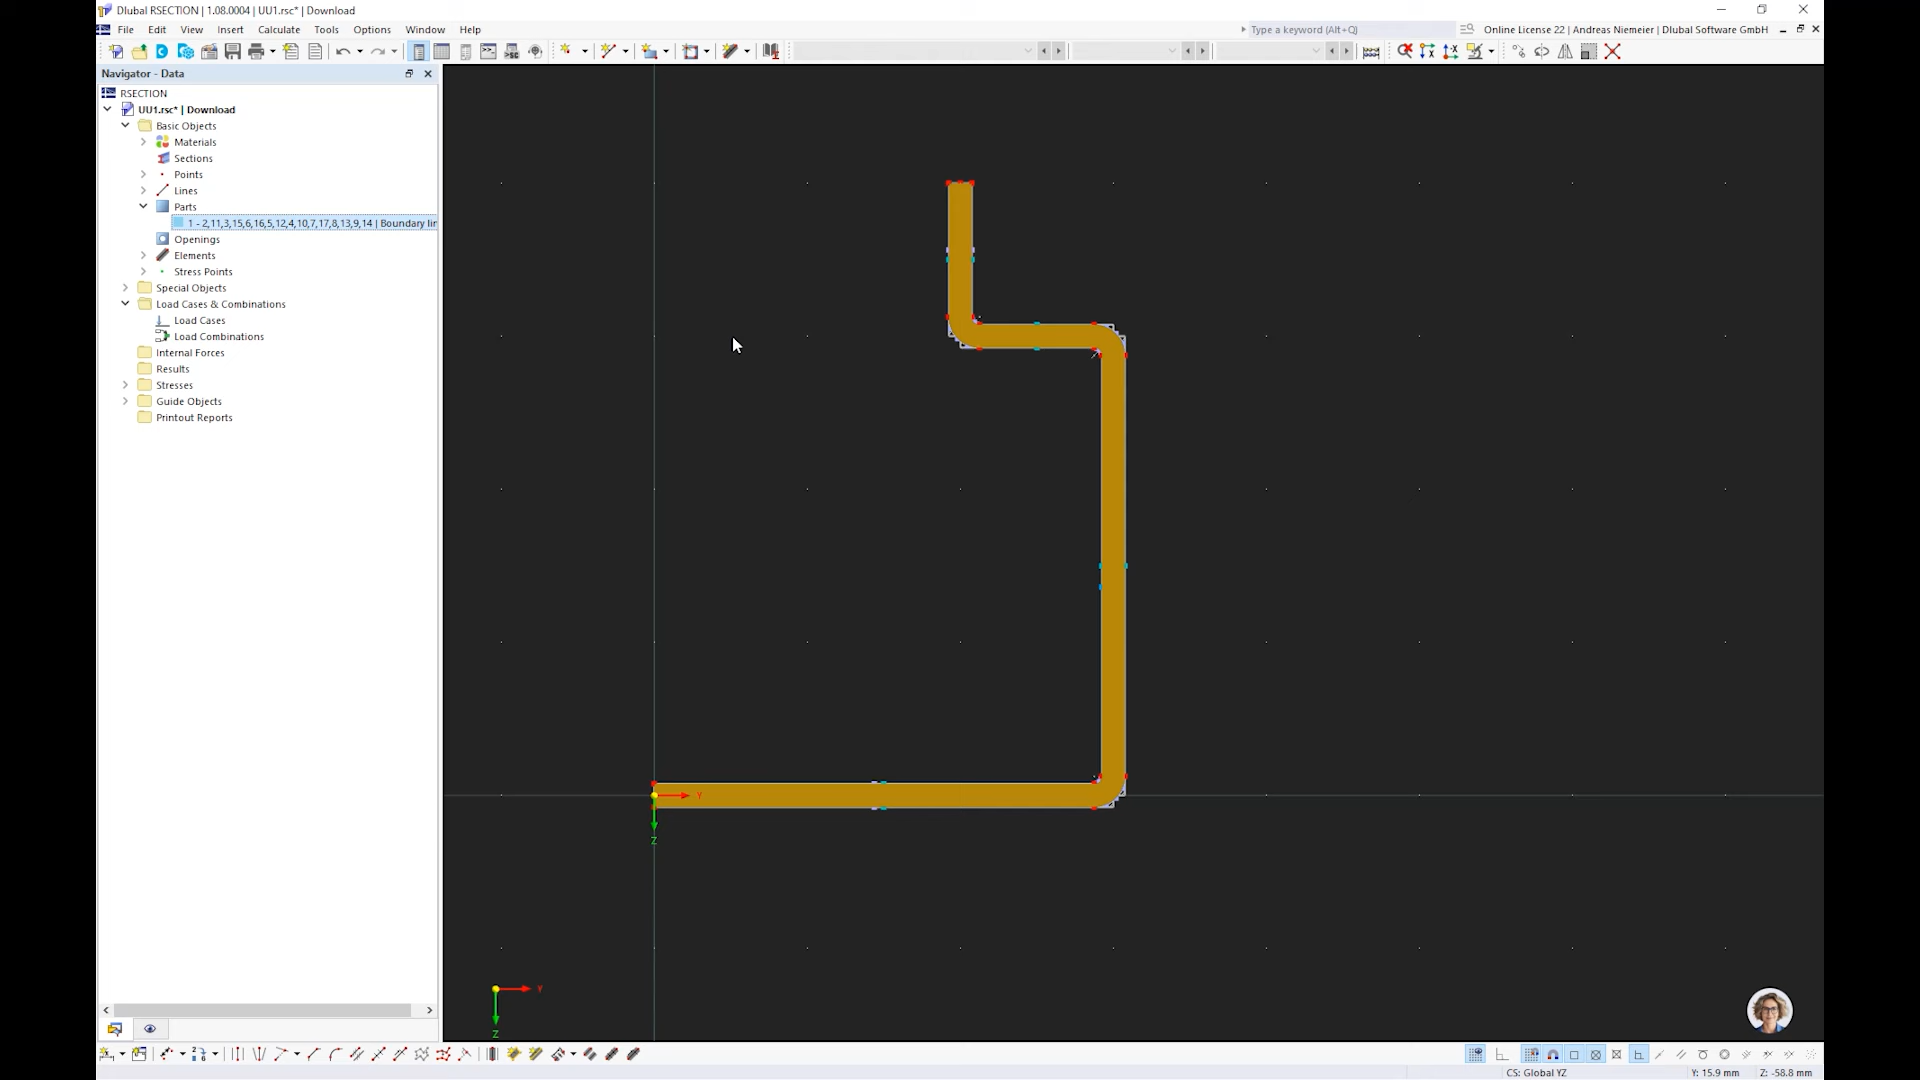 Dlubal RSECTION | 1.08.0004 | UU1.rsc* | Download
File Edit View Insert Calculate Tools Options Window Help
Type a keyword (Alt+Q)
Online License 22 | Andreas Niemeier | Dlubal Software GmbH
Navigator - Data
RSECTION
UU1.rsc* | Download
Basic Objects
Materials
Sections
Points
Lines
Parts
1 - 2,11,3,15,6,16,5,12,4,10,7,17,8,13,9,14 | Boundary lin
Openings
Elements
Stress Points
Special Objects
Load Cases & Combinations
Load Cases
Load Combinations
Internal Forces
Results
Stresses
Guide Objects
Printout Reports
Y
Z
Y
Z
CS: Global YZ
Y: 15.9 mm
Z: -58.8 mm